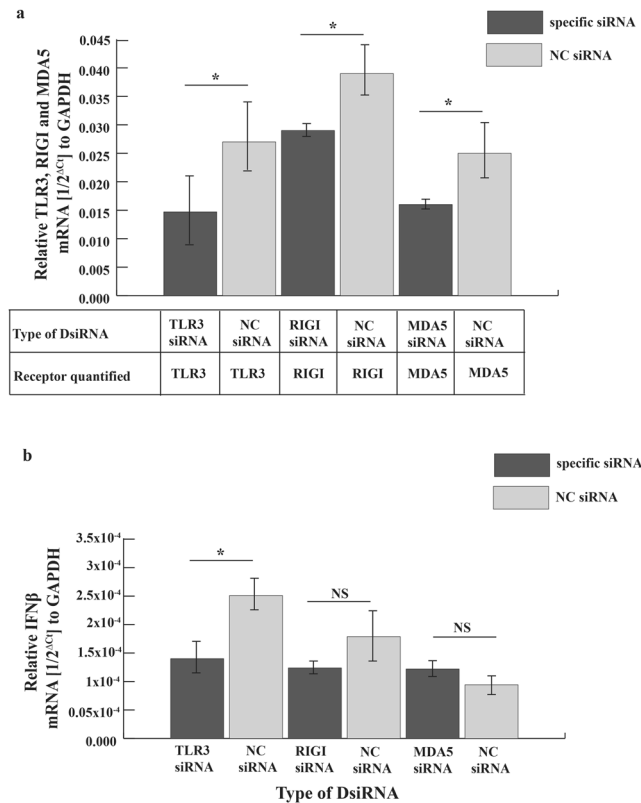 a
specific siRNA
NC siRNA
Relative TLR3, RIGI and MDA5
mRNA [1/2^ΔCt] to GAPDH
0.045
0.040
0.035
0.030
0.025
0.020
0.015
0.010
0.005
0.000
*
*
*
Type of DsiRNA
TLR3 siRNA
NC siRNA
RIGI siRNA
NC siRNA
MDA5 siRNA
NC siRNA
Receptor quantified
TLR3
TLR3
RIGI
RIGI
MDA5
MDA5
b
specific siRNA
NC siRNA
Relative IFNβ
mRNA [1/2^ΔCt] to GAPDH
3.5x10⁻⁴
3x10⁻⁴
2.5x10⁻⁴
2x10⁻⁴
1.5x10⁻⁴
1x10⁻⁴
0.05x10⁻⁴
0.000
*
NS
NS
TLR3 siRNA
NC siRNA
RIGI siRNA
NC siRNA
MDA5 siRNA
NC siRNA
Type of DsiRNA